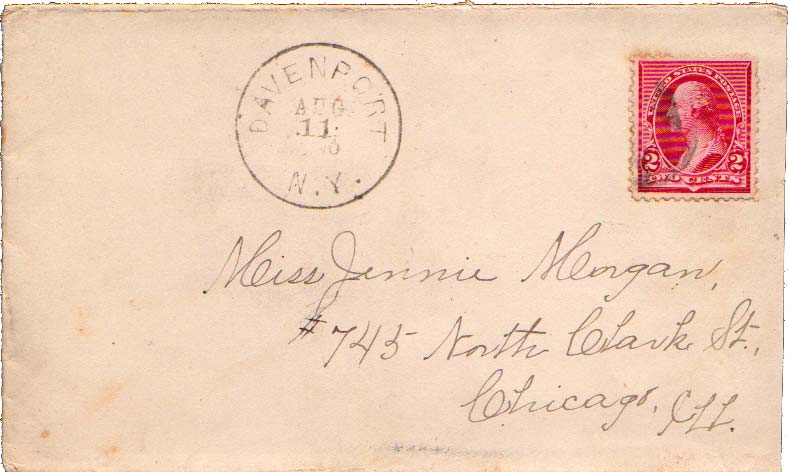 DAVENPORT
AUG
11
N.Y.
UNITED STATES POSTAGE
2 2
TWO CENTS
Miss Jennie Morgan,
#745 North Clark St.,
Chicago, Ill.